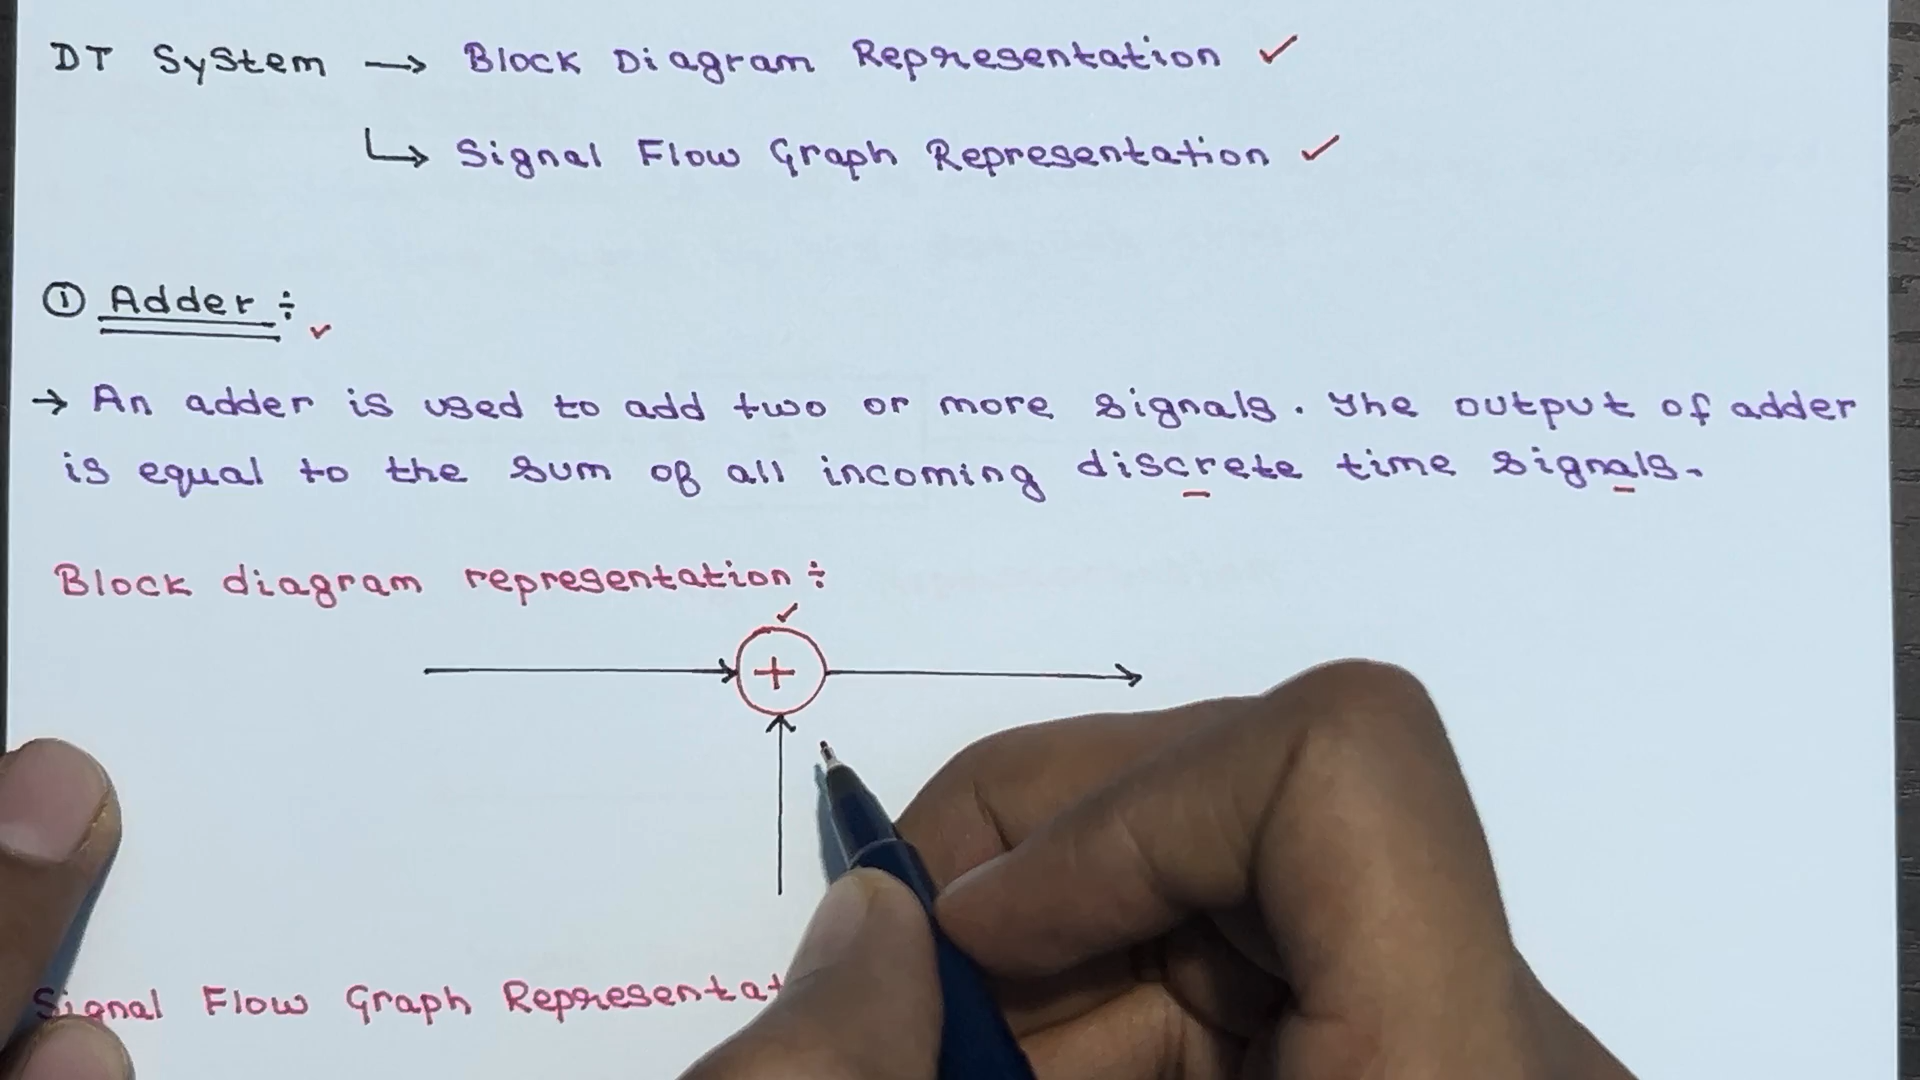 DT System → Block Diagram Representation ✓
↳ Signal Flow Graph Representation ✓
① Adder ÷ ✓
→ An adder is used to add two or more signals. The output of adder
is equal to the sum of all incoming discrete time signals.
Block diagram representation ÷
+
Signal Flow Graph